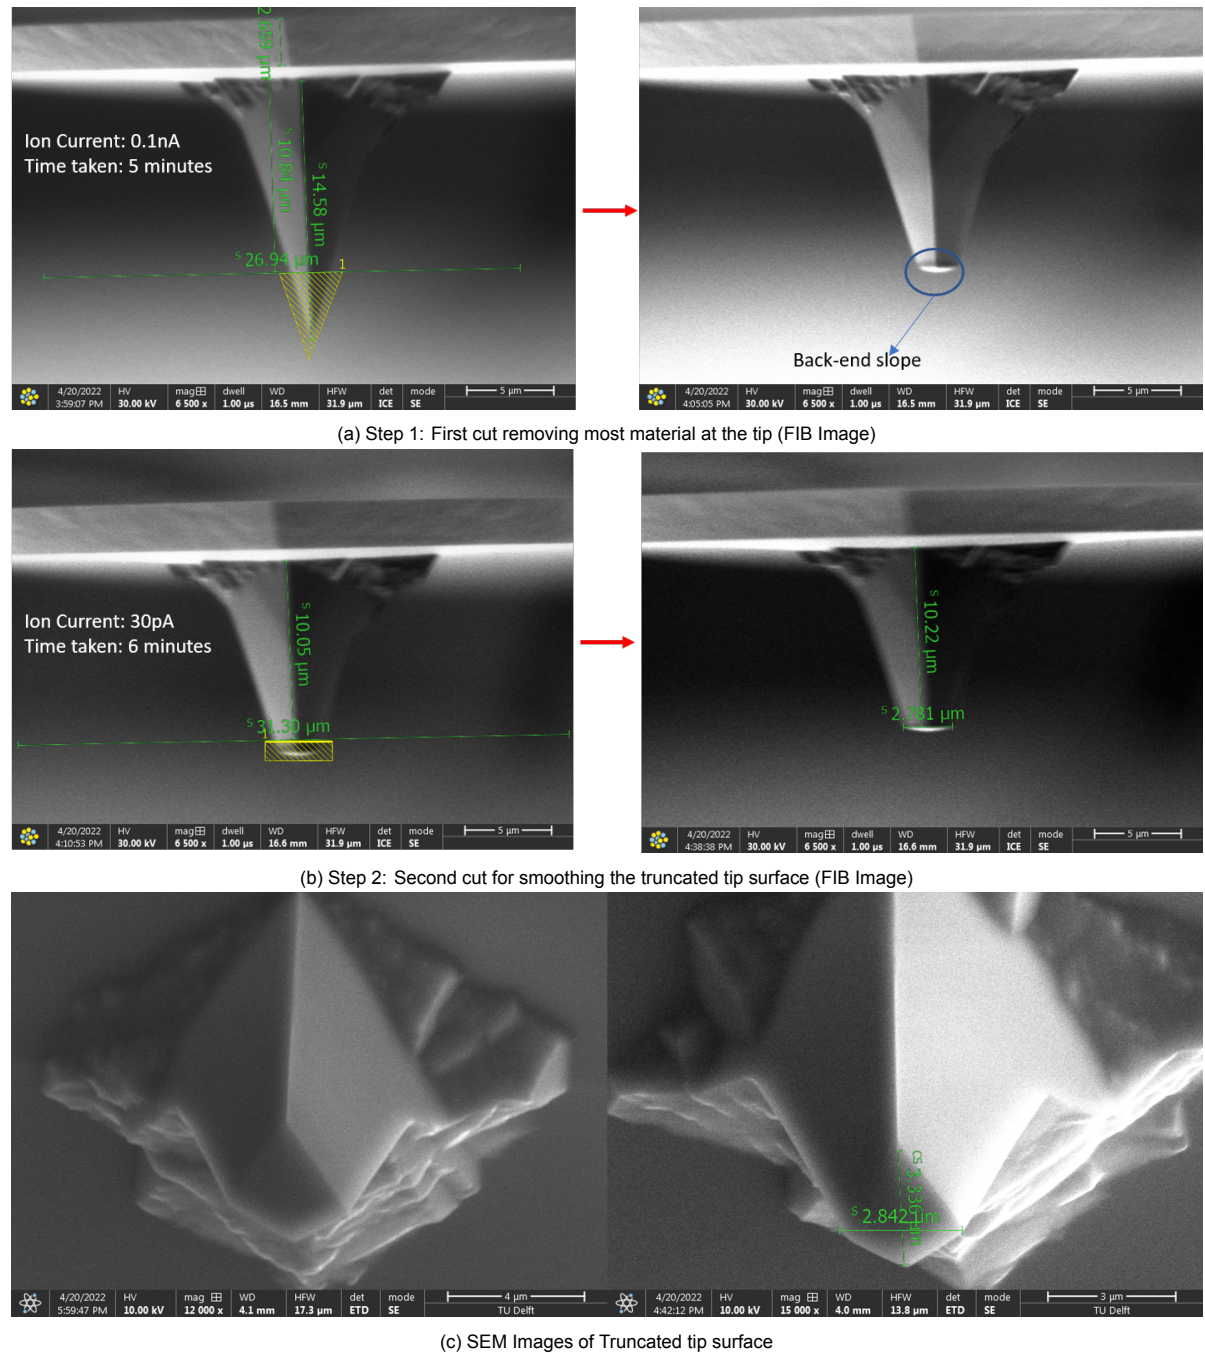 2.059 µm
Ion Current: 0.1nA
Time taken: 5 minutes
S 10.84 µm
S 14.58 µm
S 26.94 µm
1
4/20/2022 HV mag dwell WD HFW det mode 5 µm
3:59:07 PM 30.00 kV 6 500 x 1.00 µs 16.5 mm 31.9 µm ICE SE
Back-end slope
4/20/2022 HV mag dwell WD HFW det mode 5 µm
4:05:05 PM 30.00 kV 6 500 x 1.00 µs 16.5 mm 31.9 µm ICE SE
(a) Step 1: First cut removing most material at the tip (FIB Image)
Ion Current: 30pA
Time taken: 6 minutes
S 10.05 µm
S 31.30 µm
1
4/20/2022 HV mag dwell WD HFW det mode 5 µm
4:10:53 PM 30.00 kV 6 500 x 1.00 µs 16.6 mm 31.9 µm ICE SE
S 10.22 µm
S 2.381 µm
4/20/2022 HV mag dwell WD HFW det mode 5 µm
4:38:38 PM 30.00 kV 6 500 x 1.00 µs 16.6 mm 31.9 µm ICE SE
(b) Step 2: Second cut for smoothing the truncated tip surface (FIB Image)
4/20/2022 HV mag WD HFW det mode 4 µm
5:59:47 PM 10.00 kV 12 000 x 4.1 mm 17.3 µm ETD SE TU Delft
CS 3.336 µm
S 2.842 µm
4/20/2022 HV mag WD HFW det mode 3 µm
4:42:12 PM 10.00 kV 15 000 x 4.0 mm 13.8 µm ETD SE TU Delft
(c) SEM Images of Truncated tip surface